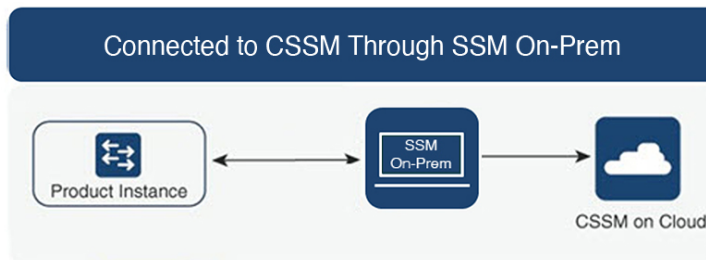 Connected to CSSM Through SSM On-Prem
SSM
On-Prem
Product Instance
CSSM on Cloud